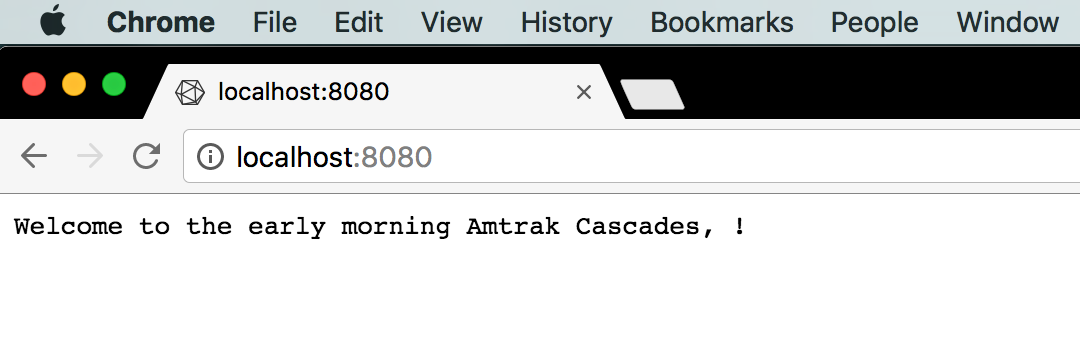 Chrome File Edit View History Bookmarks People Window
localhost:8080
localhost:8080
Welcome to the early morning Amtrak Cascades, !